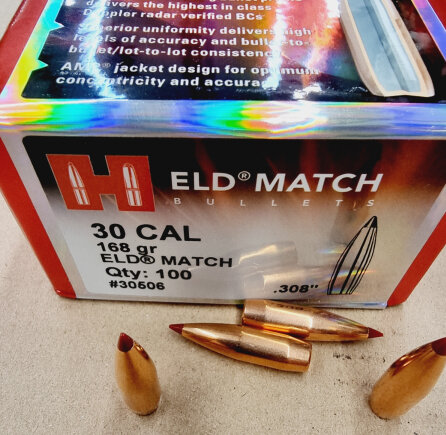 delivers the highest in class
Doppler radar verified BCs
Superior uniformity delivers high
levels of accuracy and bullet-to-
bullet/lot-to-lot consistency
AMP® jacket design for optimum
concentricity and accuracy
H
ELD® MATCH
BULLETS
30 CAL
168 gr
ELD® MATCH
Qty: 100
#30506
.308"